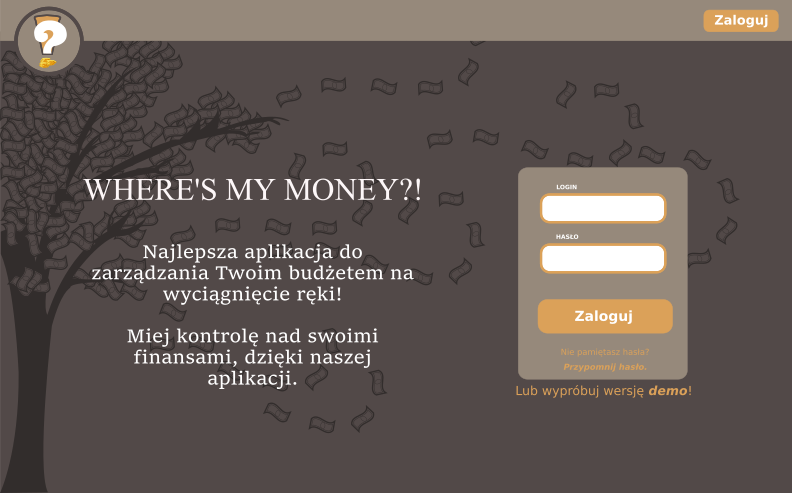 Zaloguj
WHERE'S MY MONEY?!
Najlepsza aplikacja do
zarządzania Twoim budżetem na
wyciągnięcie ręki!
Miej kontrolę nad swoimi
finansami, dzięki naszej
aplikacji.
LOGIN
HASŁO
Zaloguj
Nie pamiętasz hasła?
Przypomnij hasło.
Lub wypróbuj wersję demo!